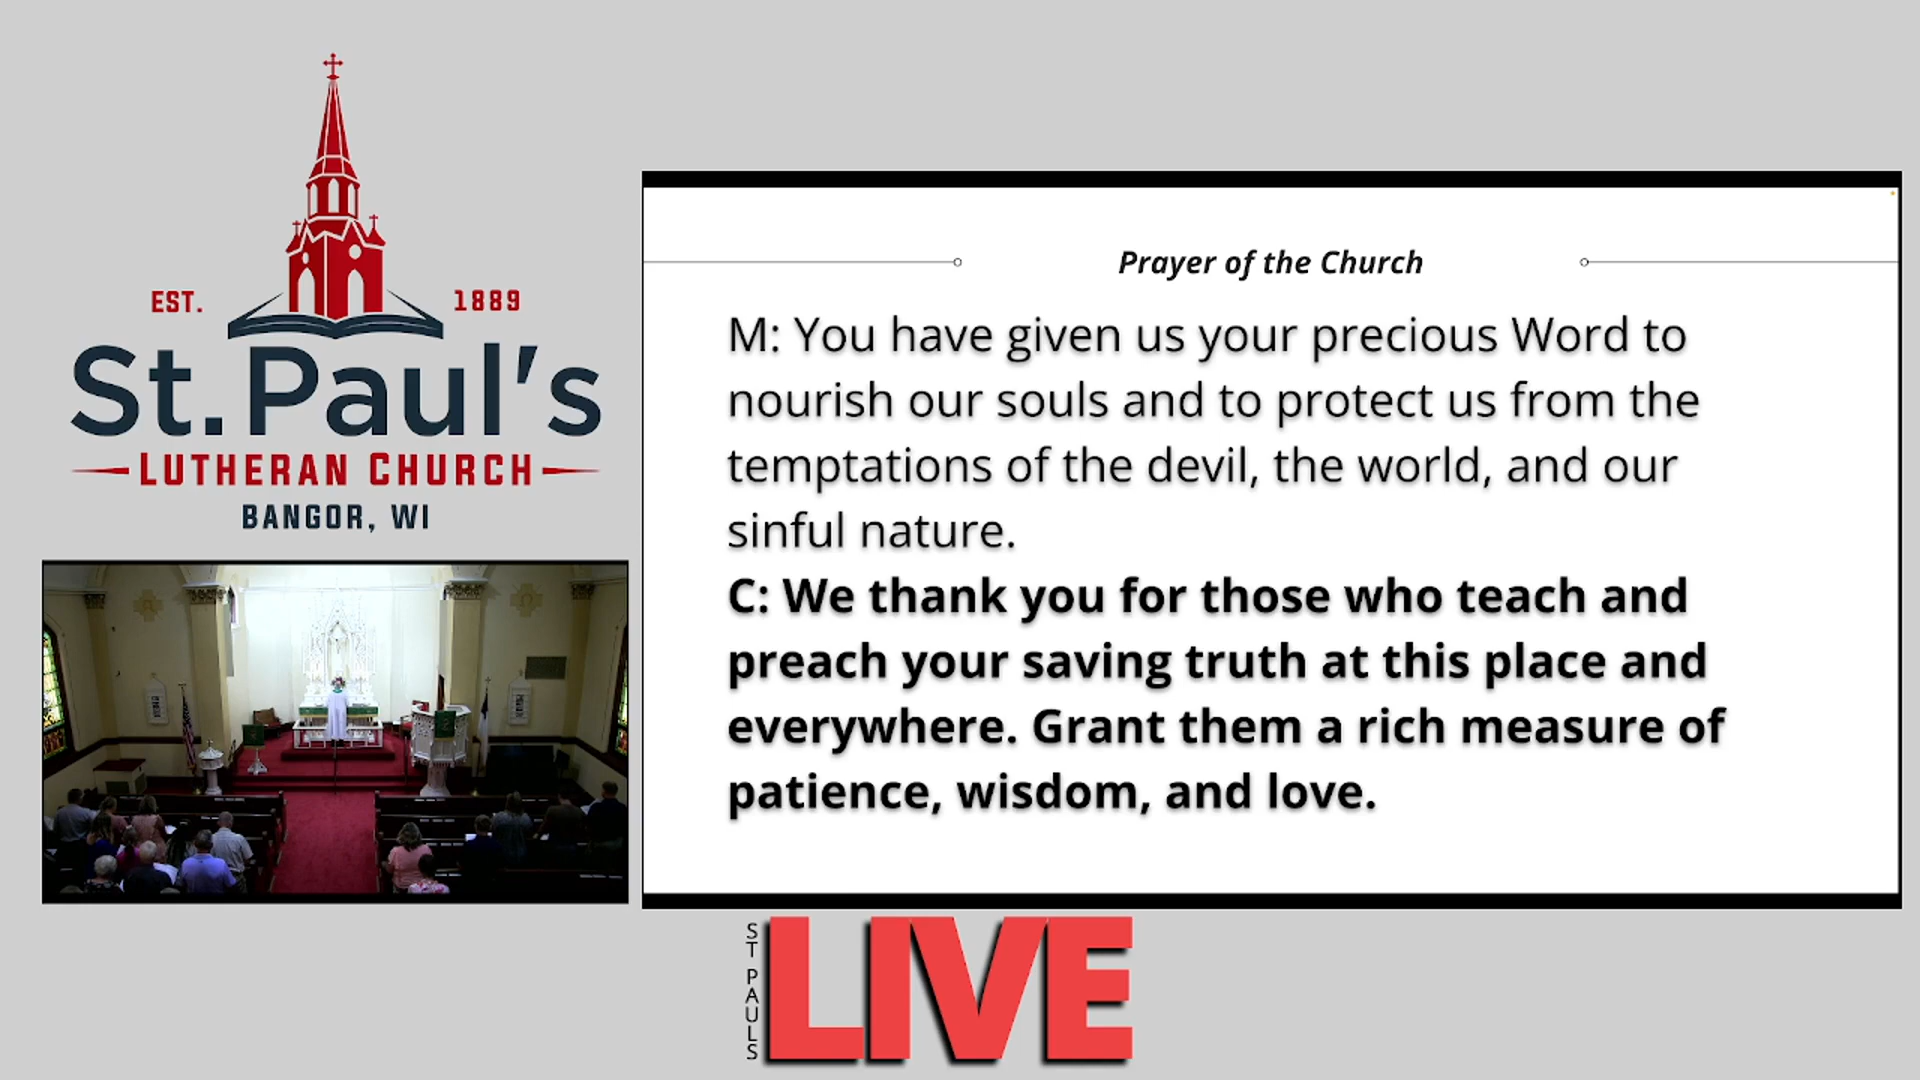 EST. 1889
St. Paul's
LUTHERAN CHURCH
BANGOR, WI
Prayer of the Church
M: You have given us your precious Word to
nourish our souls and to protect us from the
temptations of the devil, the world, and our
sinful nature.
C: We thank you for those who teach and
preach your saving truth at this place and
everywhere. Grant them a rich measure of
patience, wisdom, and love.
ST PAULS
LIVE